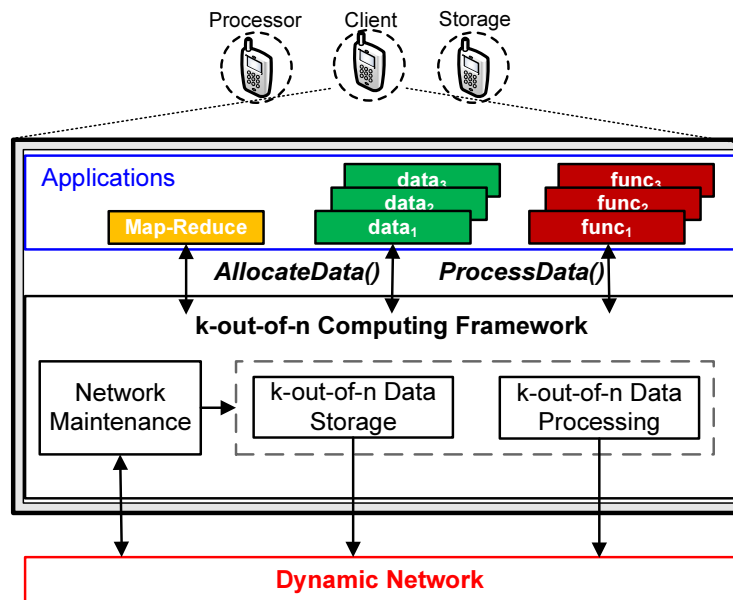 Processor Client Storage
Applications
data₃ func₃
data₂ func₂
Map-Reduce data₁ func₁
AllocateData() ProcessData()
k-out-of-n Computing Framework
Network
Maintenance
k-out-of-n Data
Storage
k-out-of-n Data
Processing
Dynamic Network